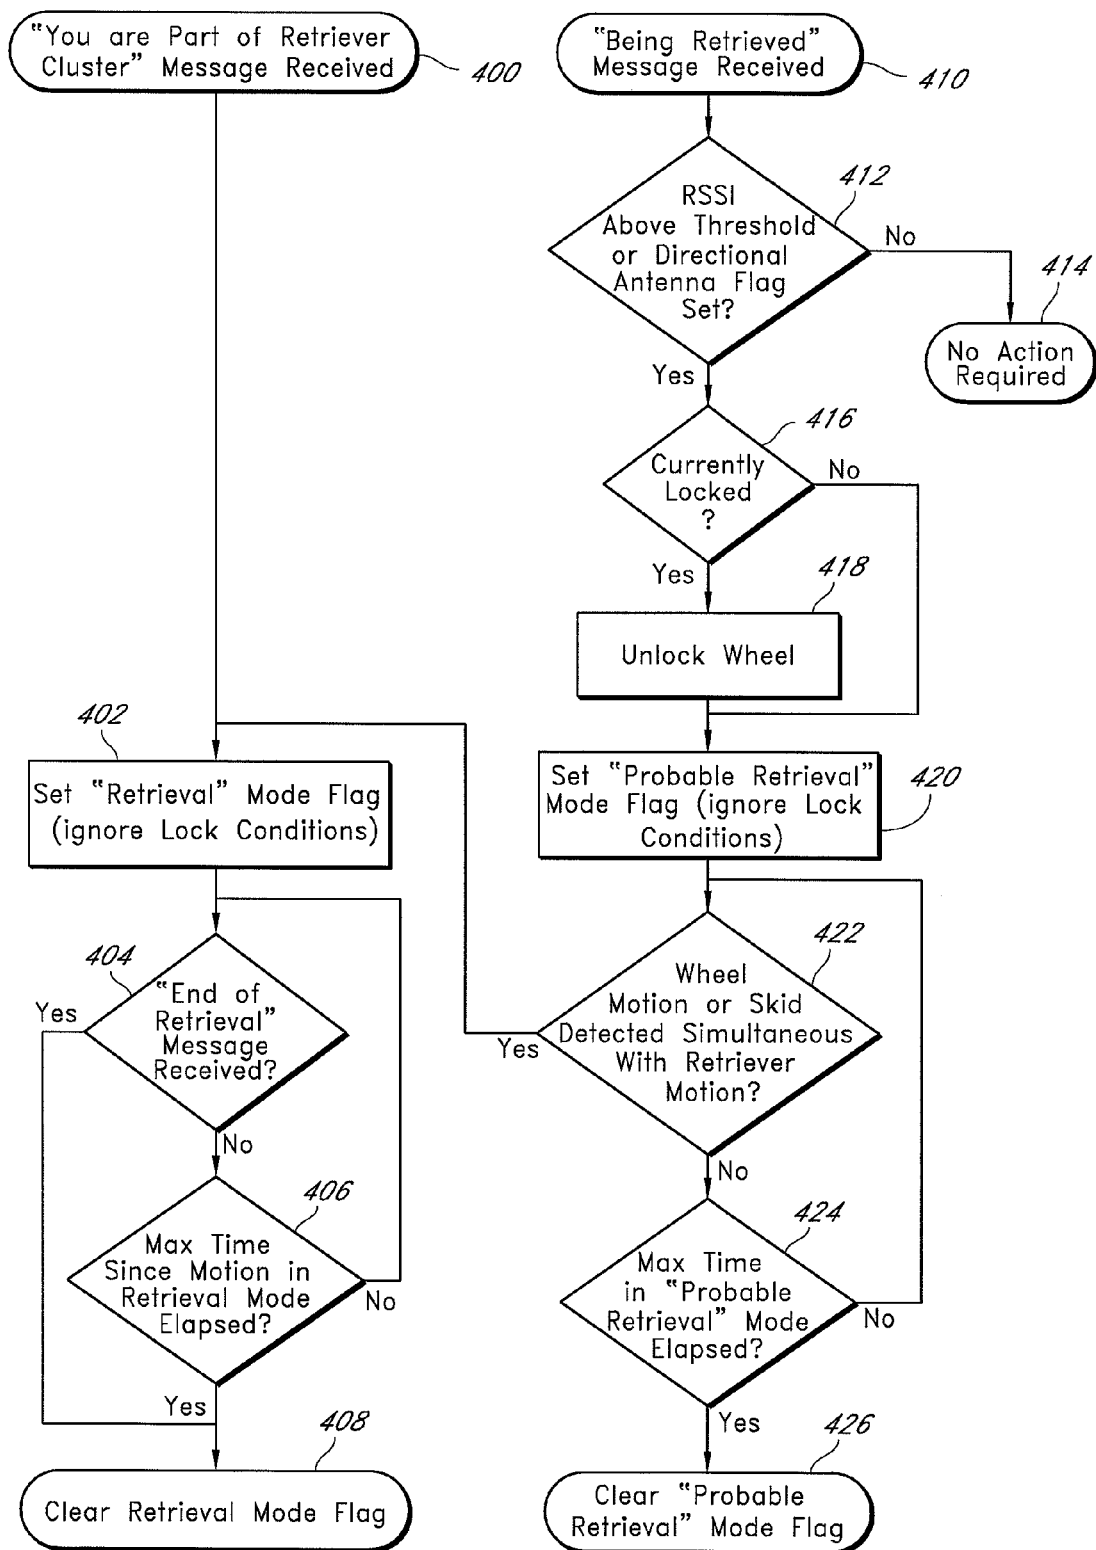 "You are Part of Retriever
Cluster" Message Received
400
"Being Retrieved"
Message Received
410
RSSI
Above Threshold
or Directional
Antenna Flag
Set?
412
No
414
No Action
Required
Yes
416
Currently
Locked
?
No
Yes
418
Unlock Wheel
402
Set "Retrieval" Mode Flag
(ignore Lock Conditions)
Set "Probable Retrieval"
Mode Flag (ignore Lock
Conditions)
420
404
"End of
Retrieval"
Message
Received?
Yes
No
422
Wheel
Motion or Skid
Detected Simultaneous
With Retriever
Motion?
Yes
No
406
Max Time
Since Motion in
Retrieval Mode
Elapsed?
No
Yes
424
Max Time
in "Probable
Retrieval" Mode
Elapsed?
No
Yes
408
Clear Retrieval Mode Flag
426
Clear "Probable
Retrieval" Mode Flag